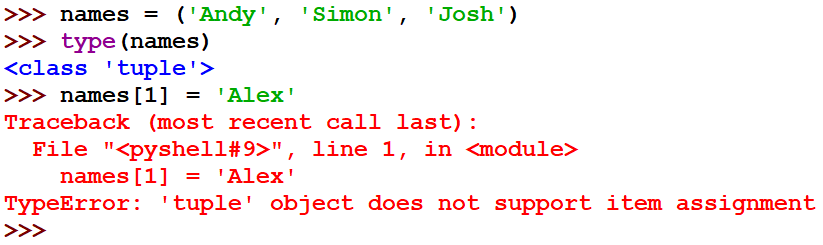 >>> names = ('Andy', 'Simon', 'Josh')
>>> type(names)
<class 'tuple'>
>>> names[1] = 'Alex'
Traceback (most recent call last):
  File "<pyshell#9>", line 1, in <module>
    names[1] = 'Alex'
TypeError: 'tuple' object does not support item assignment
>>>